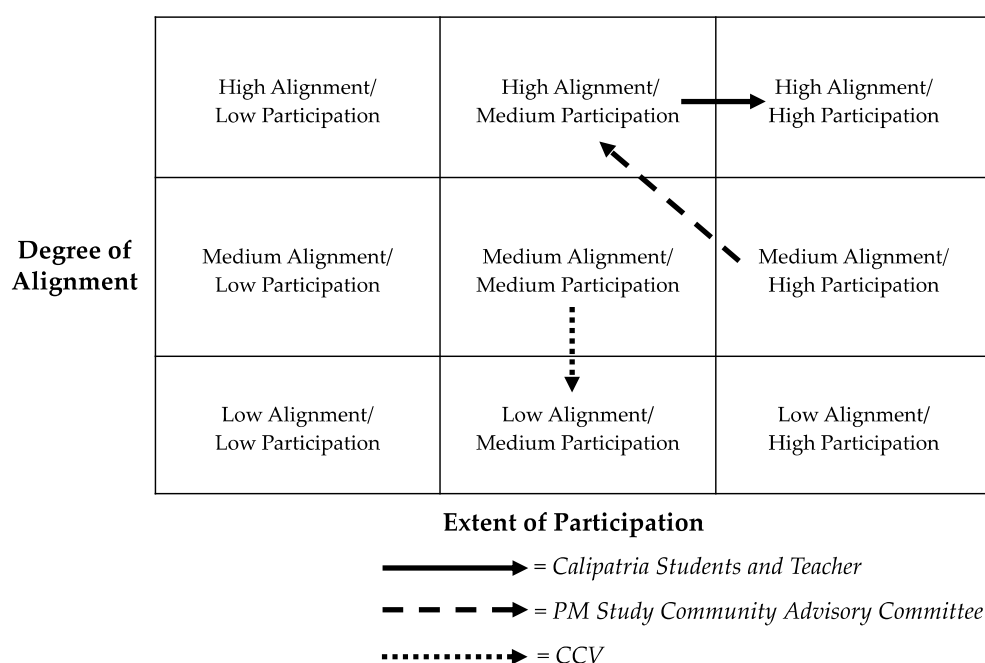 High Alignment/
Low Participation
High Alignment/
Medium Participation
High Alignment/
High Participation
Degree of
Alignment
Medium Alignment/
Low Participation
Medium Alignment/
Medium Participation
Medium Alignment/
High Participation
Low Alignment/
Low Participation
Low Alignment/
Medium Participation
Low Alignment/
High Participation
Extent of Participation
= Calipatria Students and Teacher
= PM Study Community Advisory Committee
= CCV